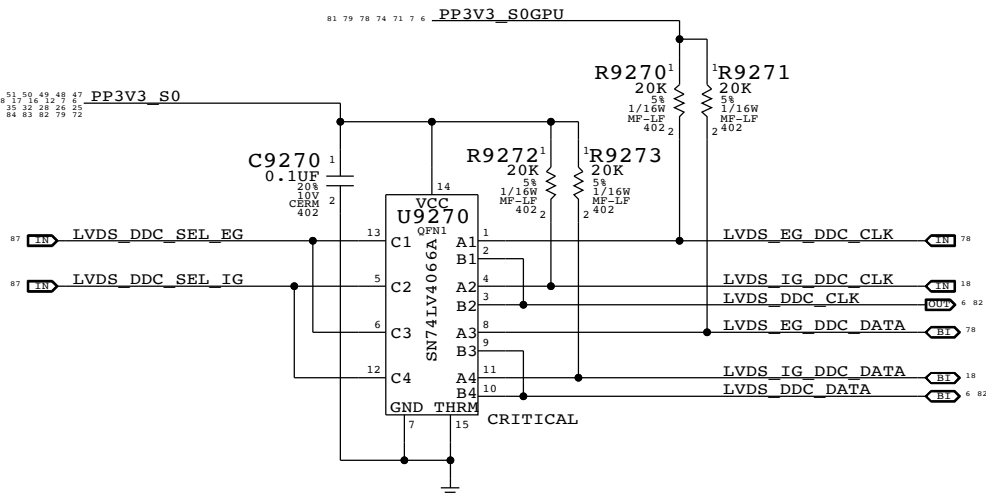 81 79 78 74 71 7 6 PP3V3_S0GPU
51 50 49 48 47
8 17 16 12 7 6 PP3V3_S0
35 32 28 26 25
84 83 82 79 72
R9270 1
20K
5%
1/16W
MF-LF
402 2
1 R9271
20K
5%
1/16W
MF-LF
2 402
C9270 1
0.1UF
20%
10V
CERM 2
402
R9272 1
20K
5%
1/16W
MF-LF
402 2
1 R9273
20K
5%
1/16W
MF-LF
2 402
14
VCC
U9270
QFN1
SN74LV4066A
87 IN LVDS_DDC_SEL_EG 13 C1
A1 1 LVDS_EG_DDC_CLK IN 78
B1 2
87 IN LVDS_DDC_SEL_IG 5 C2
A2 4 LVDS_IG_DDC_CLK IN 18
B2 3 LVDS_DDC_CLK OUT 6 82
6 C3
A3 8 LVDS_EG_DDC_DATA BI 78
B3 9
12 C4
A4 11 LVDS_IG_DDC_DATA BI 18
B4 10 LVDS_DDC_DATA BI 6 82
GND THRM
7 15
CRITICAL